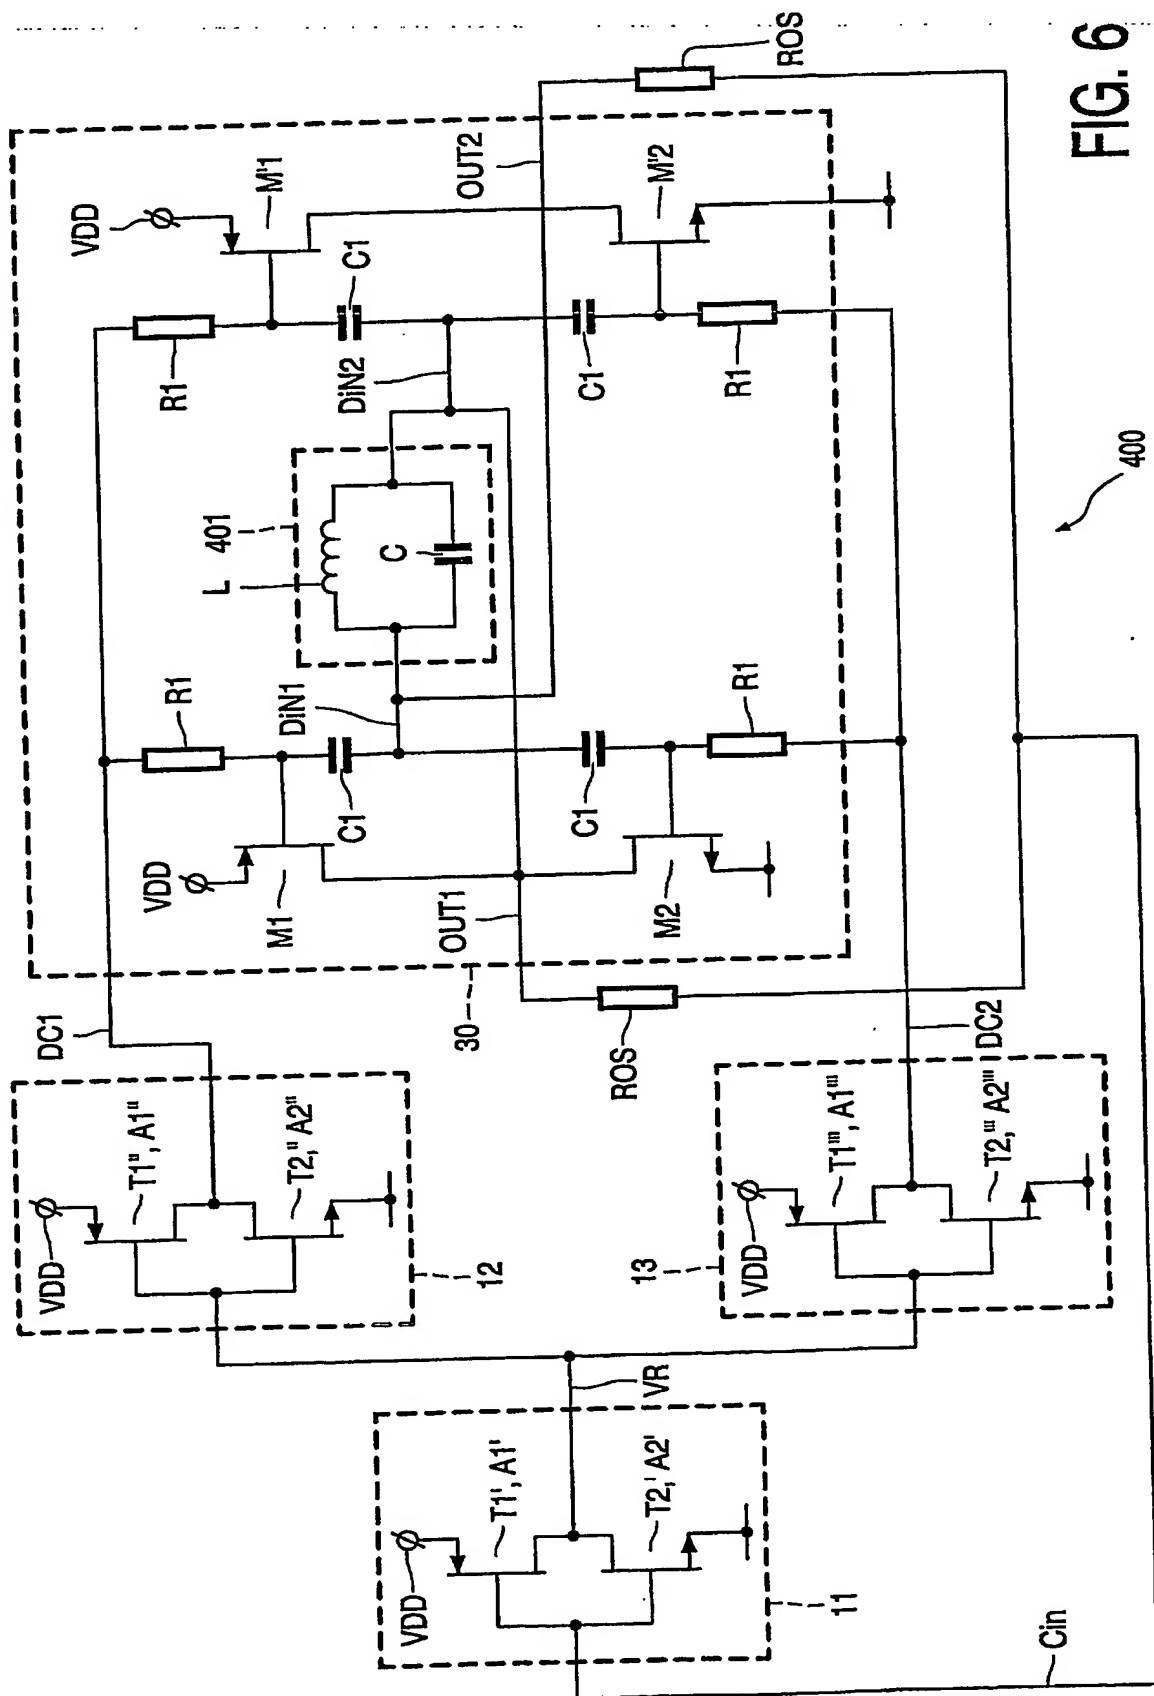 FIG. 6
400
ROS
OUT2
VDD
M'1
M'2
R1
C1
DiN2
C1
R1
401
L
C
R1
DiN1
C1
C1
R1
VDD
M1
M2
OUT1
30
ROS
DC1
DC2
VDD
T1", A1"
T2," A2"
12
13
VDD
T1''', A1'''
T2,''' A2'''
VR
VDD
T1', A1'
T2,' A2'
11
Cin